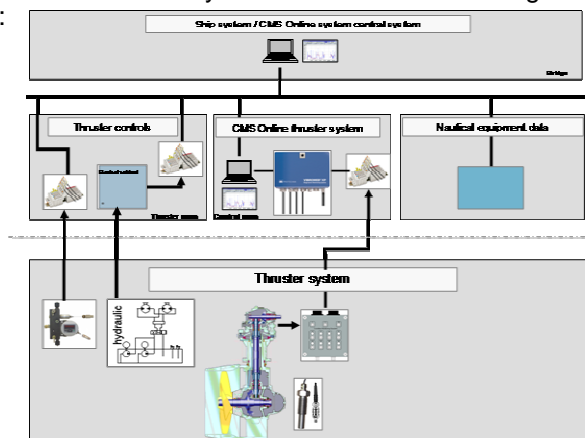 :
Ship system / CMS Online system central system
Bridge
Thruster controls
CMS Online thruster system
Nautical equipment data
Thruster room
Control room
Thruster system
hydraulic